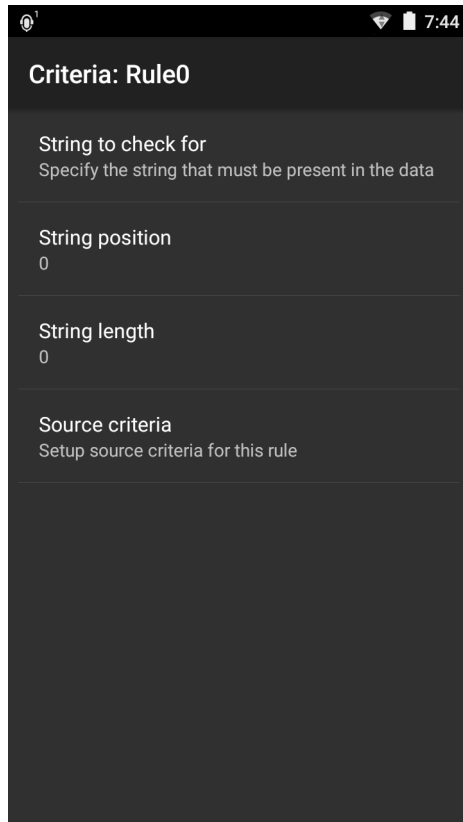 1
7:44
Criteria: Rule0
String to check for
Specify the string that must be present in the data
String position
0
String length
0
Source criteria
Setup source criteria for this rule